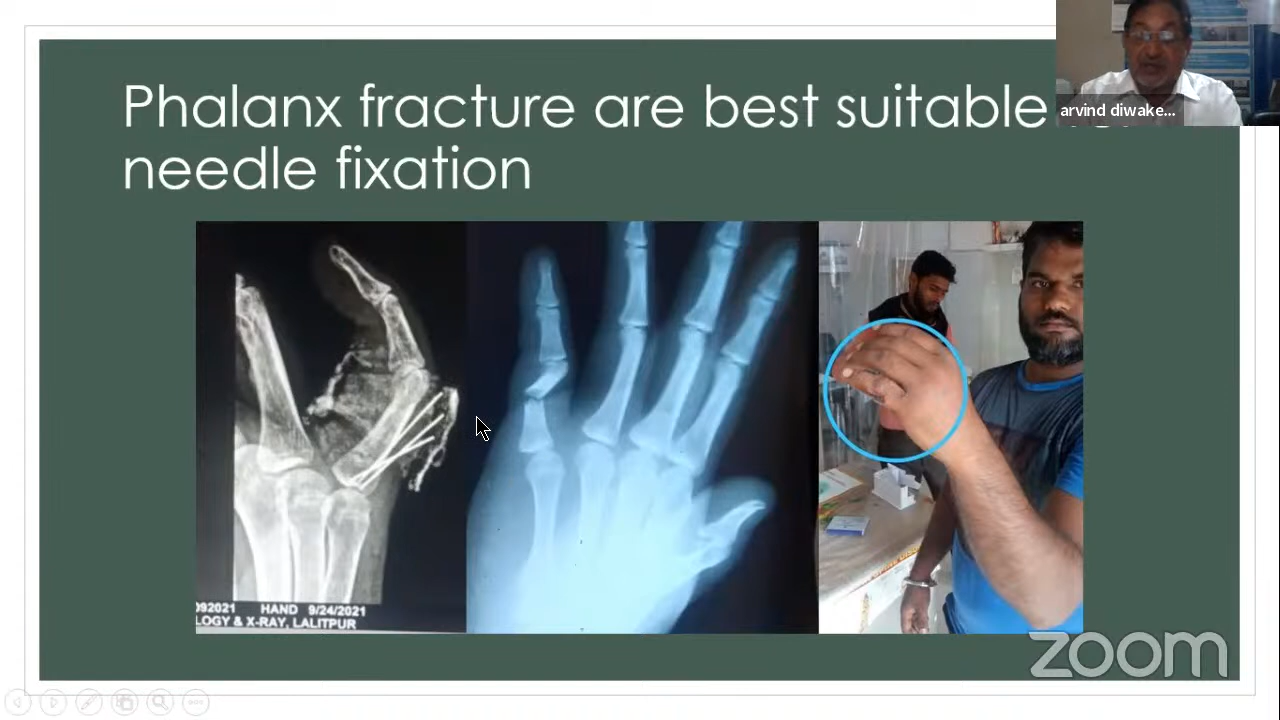 Phalanx fracture are best suitable
needle fixation
arvind diwake...
092021 HAND 9/24/2021
LOGY & X-RAY, LALITPUR
zoom